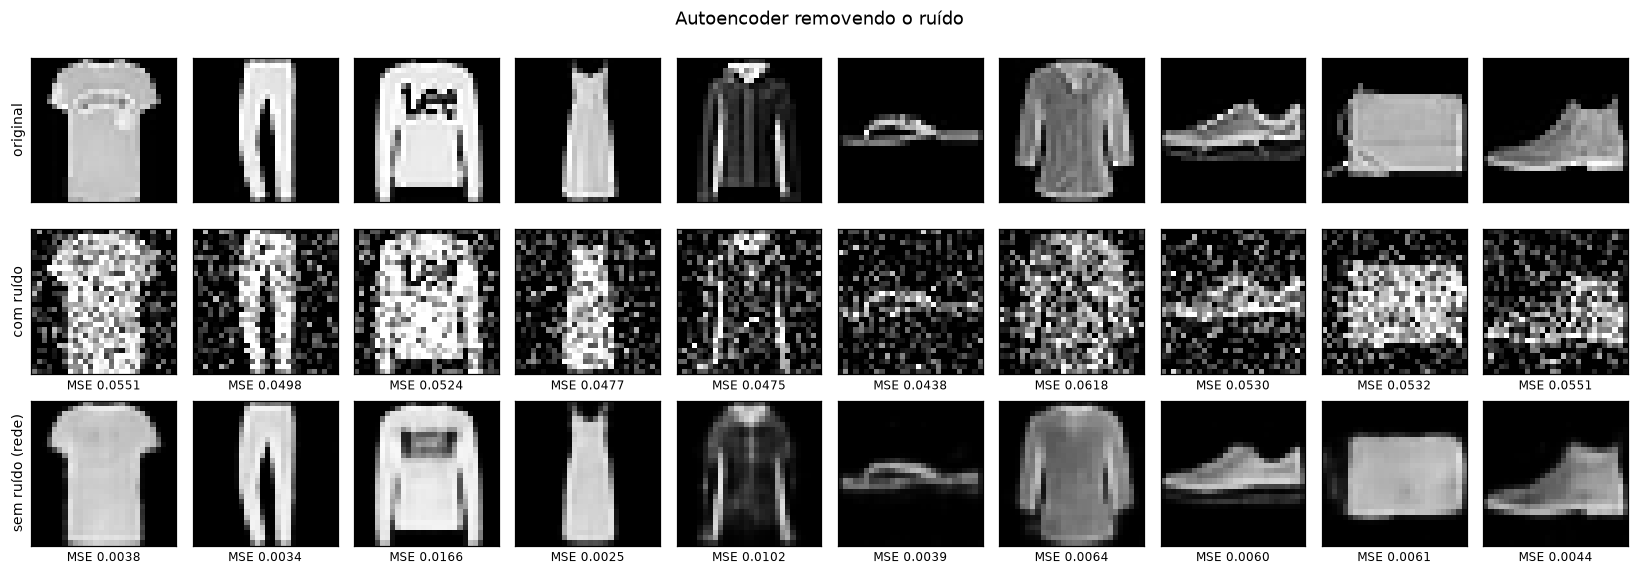 Autoencoder removendo o ruído
original
Lee
com ruído
MSE 0.0551 MSE 0.0498 MSE 0.0524 MSE 0.0477 MSE 0.0475 MSE 0.0438 MSE 0.0618 MSE 0.0530 MSE 0.0532 MSE 0.0551
sem ruído (rede)
MSE 0.0038 MSE 0.0034 MSE 0.0166 MSE 0.0025 MSE 0.0102 MSE 0.0039 MSE 0.0064 MSE 0.0060 MSE 0.0061 MSE 0.0044